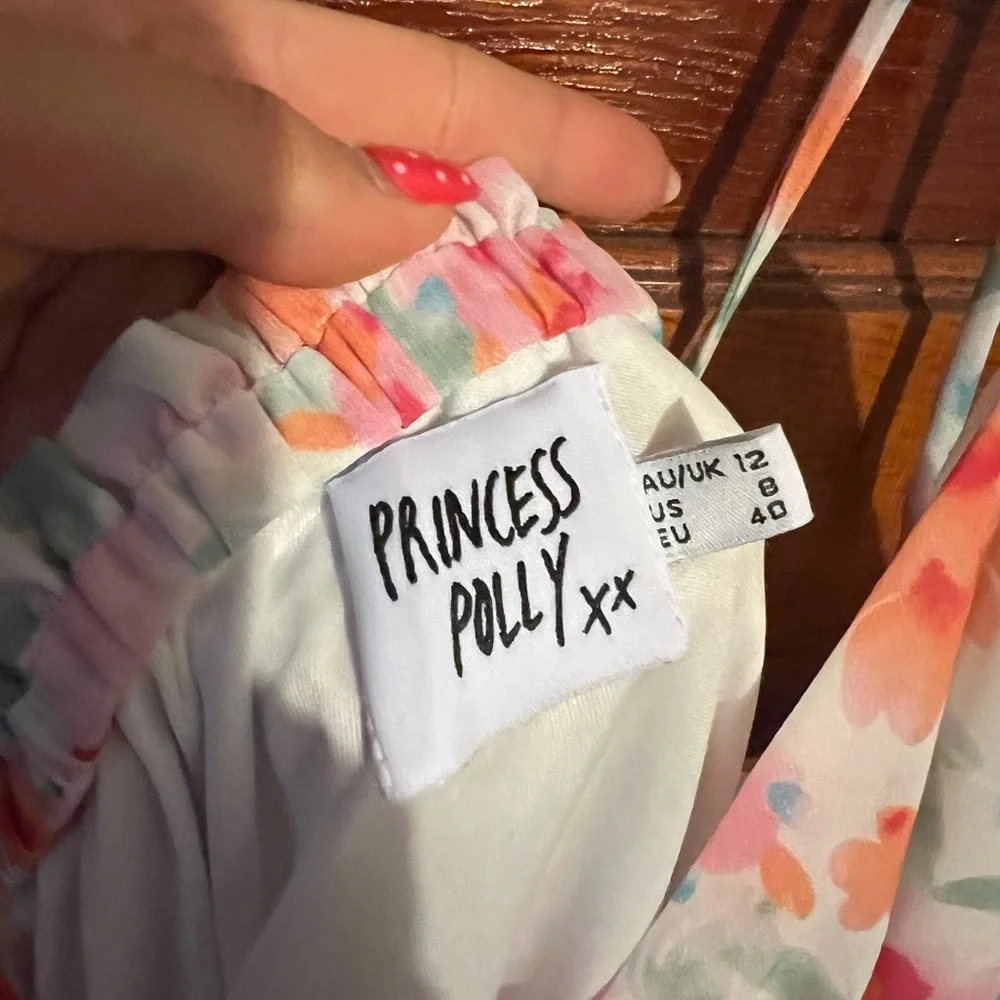 PRINCESS
POLLY xx
AU/UK 12
US 8
EU 40